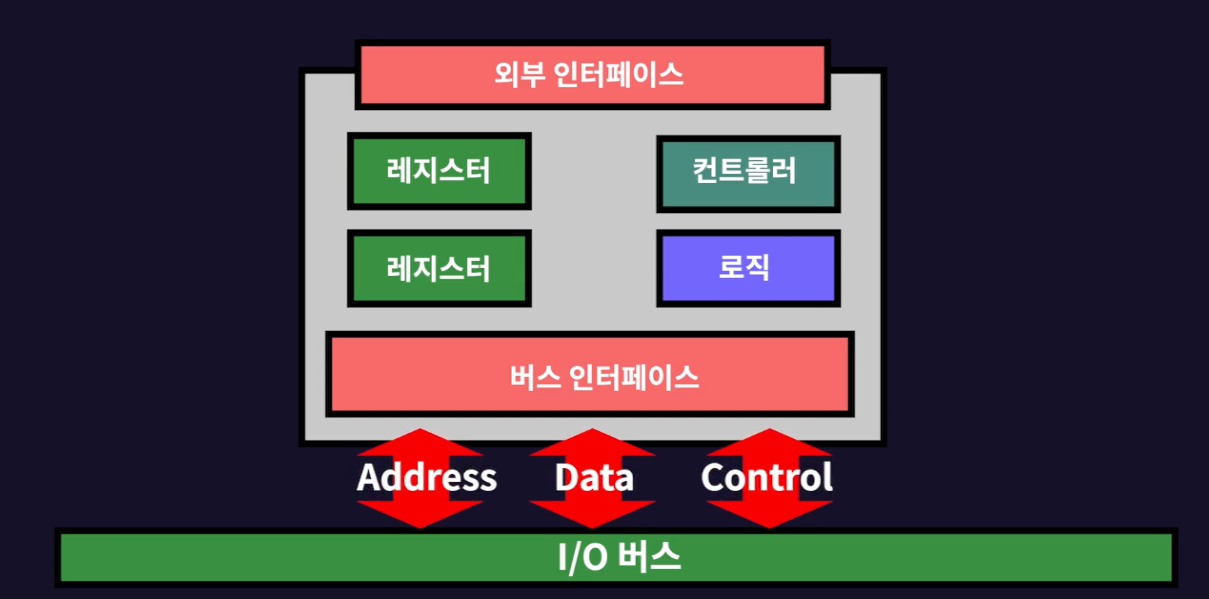 외부 인터페이스
레지스터
컨트롤러
레지스터
로직
버스 인터페이스
Address Data Control
I/O 버스